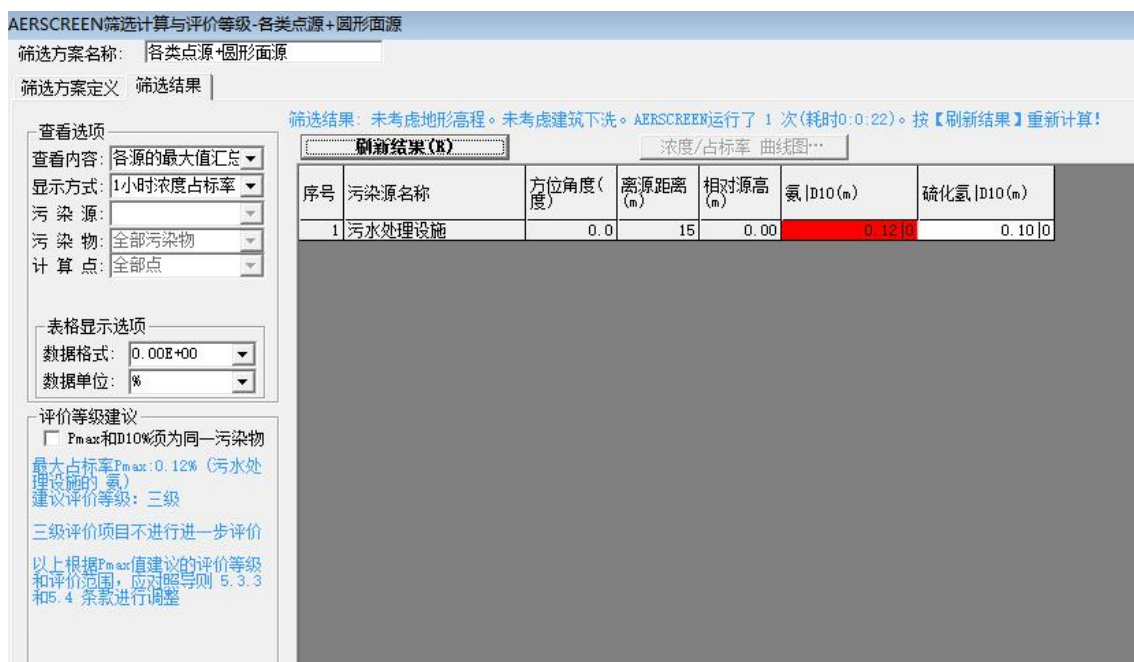 AERSCREEN筛选计算与评价等级-各类点源+圆形面源
筛选方案名称: 各类点源+圆形面源
筛选方案定义 筛选结果
筛选结果: 未考虑地形高程。未考虑建筑下洗。AERSCREEN运行了 1 次(耗时0:0:22)。按【刷新结果】重新计算!
查看选项
查看内容: 各源的最大值汇总
显示方式: 1小时浓度占标率
污 染 源:
污 染 物: 全部污染物
计 算 点: 全部点
刷新结果(R) 浓度/占标率 曲线图…
序号 污染源名称 方位角度(度) 离源距离(m) 相对源高(m) 氨|D10(m) 硫化氢|D10(m)
1 污水处理设施 0.0 15 0.00 0.12|0 0.10|0
表格显示选项
数据格式: 0.00E+00
数据单位: %
评价等级建议
Pmax和D10%须为同一污染物
最大占标率Pmax:0.12% (污水处
理设施的 氨)
建议评价等级: 三级
三级评价项目不进行进一步评价
以上根据Pmax值建议的评价等级
和评价范围，应对照导则 5.3.3
和5.4 条款进行调整